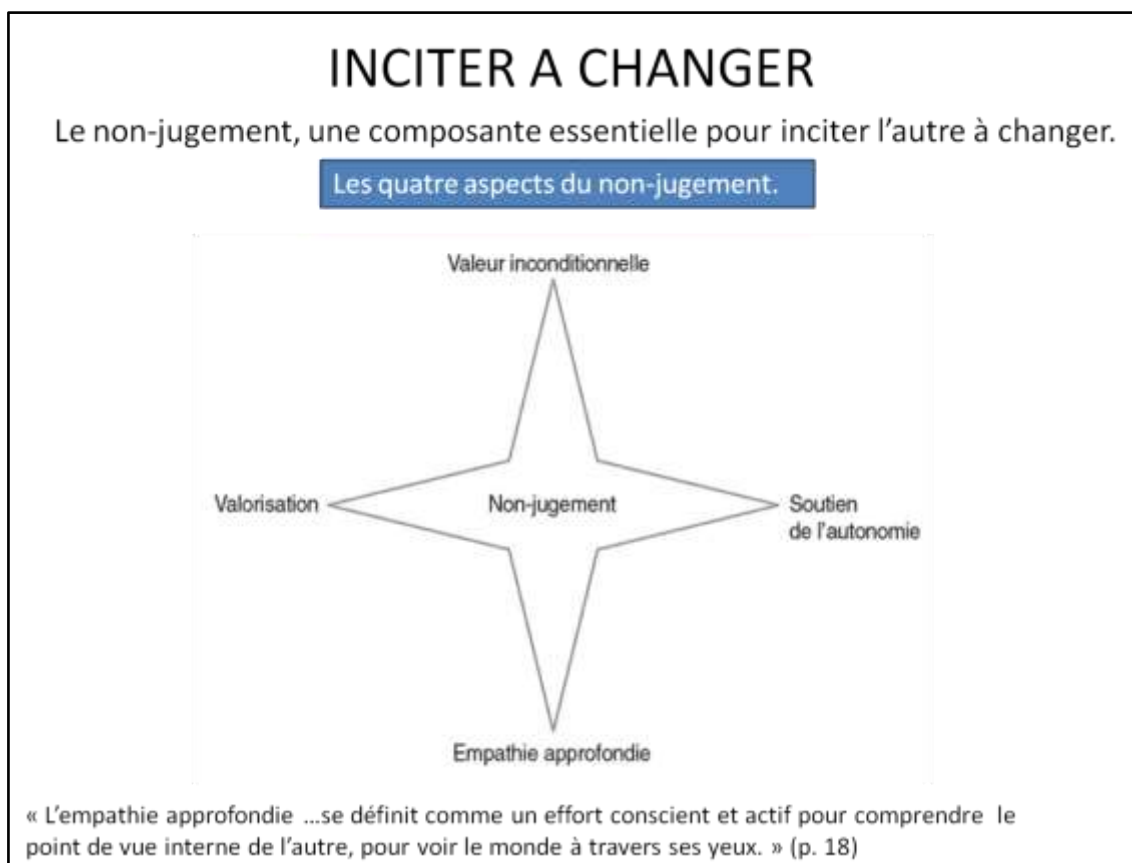 INCITER A CHANGER
Le non-jugement, une composante essentielle pour inciter l’autre à changer.
Les quatre aspects du non-jugement.
Valeur inconditionnelle
Valorisation
Non-jugement
Soutien
de l'autonomie
Empathie approfondie
« L’empathie approfondie …se définit comme un effort conscient et actif pour comprendre le
point de vue interne de l’autre, pour voir le monde à travers ses yeux. » (p. 18)